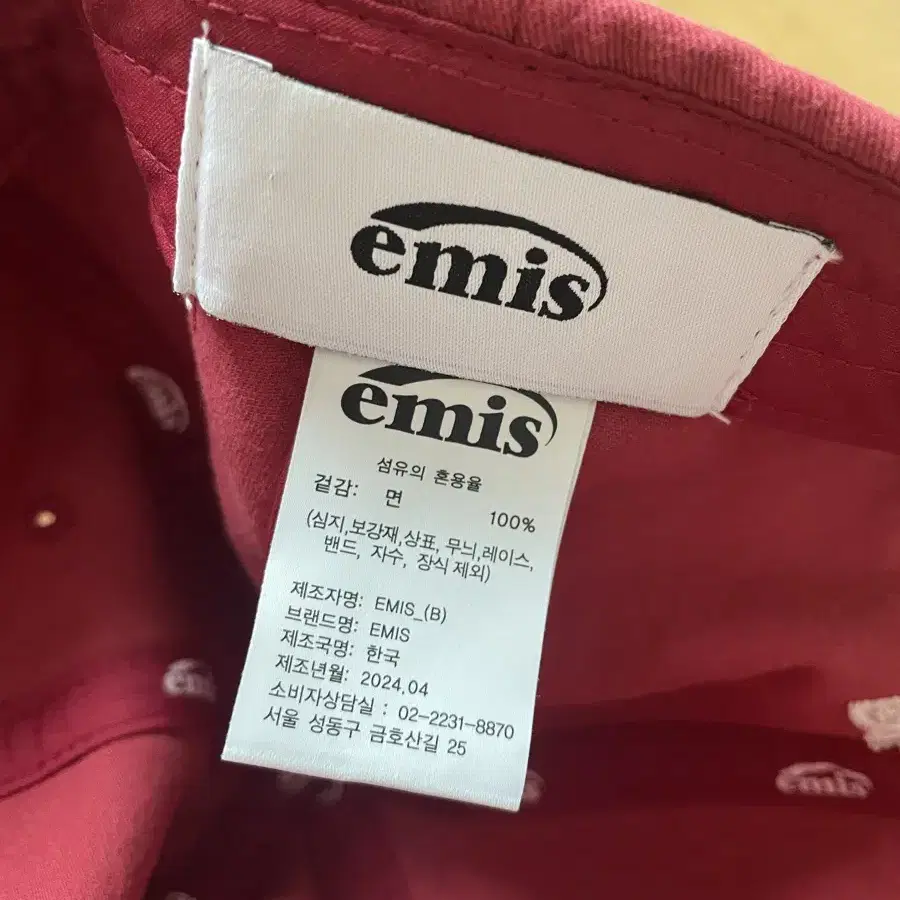 emis
emis
섬유의 혼용율
겉감: 면 100%
(심지,보강재,상표, 무늬,레이스,
밴드, 자수, 장식 제외)
제조자명: EMIS_(B)
브랜드명: EMIS
제조국명: 한국
제조년월: 2024.04
소비자상담실 : 02-2231-8870
서울 성동구 금호산길 25
emis
emis